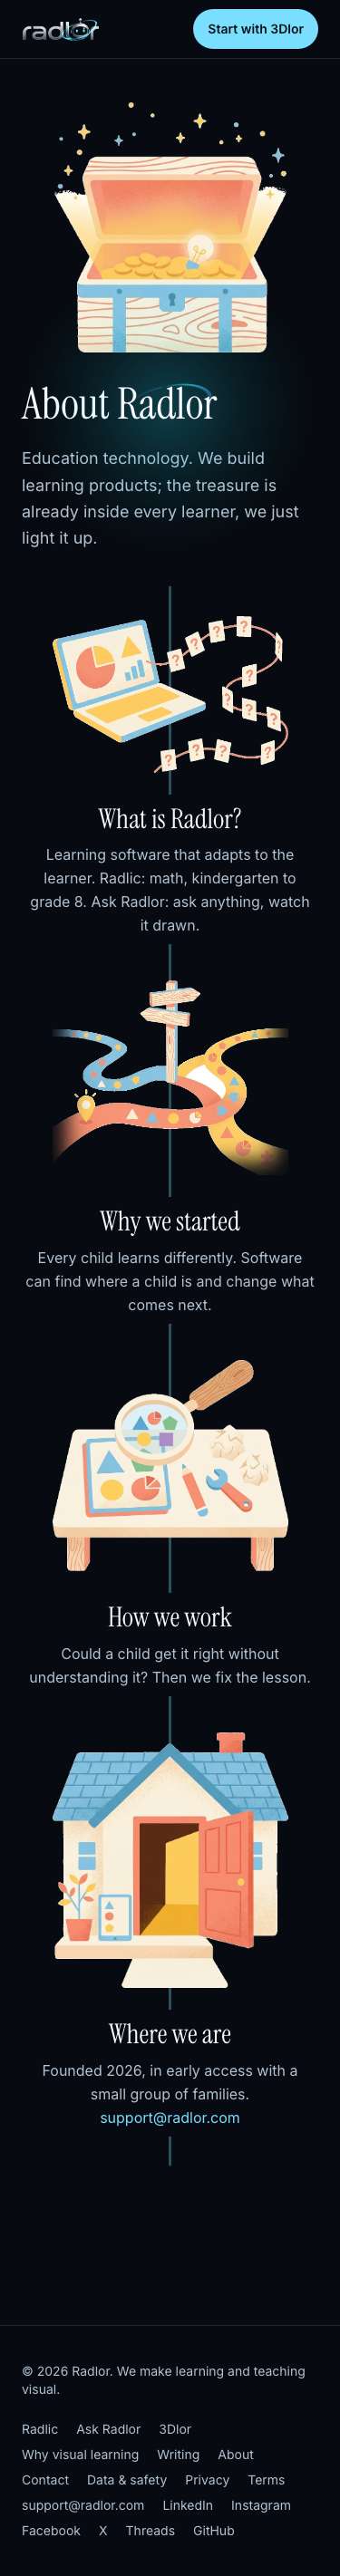 radlor
Start with 3Dlor
About Radlor
Education technology. We build
learning products; the treasure is
already inside every learner, we just
light it up.
? ? ? ?
?
? ? ?
? ? ? ?
What is Radlor?
Learning software that adapts to the
learner. Radlic: math, kindergarten to
grade 8. Ask Radlor: ask anything, watch
it drawn.
Why we started
Every child learns differently. Software
can find where a child is and change what
comes next.
How we work
Could a child get it right without
understanding it? Then we fix the lesson.
Where we are
Founded 2026, in early access with a
small group of families.
support@radlor.com
© 2026 Radlor. We make learning and teaching
visual.
Radlic Ask Radlor 3Dlor
Why visual learning Writing About
Contact Data & safety Privacy Terms
support@radlor.com LinkedIn Instagram
Facebook X Threads GitHub